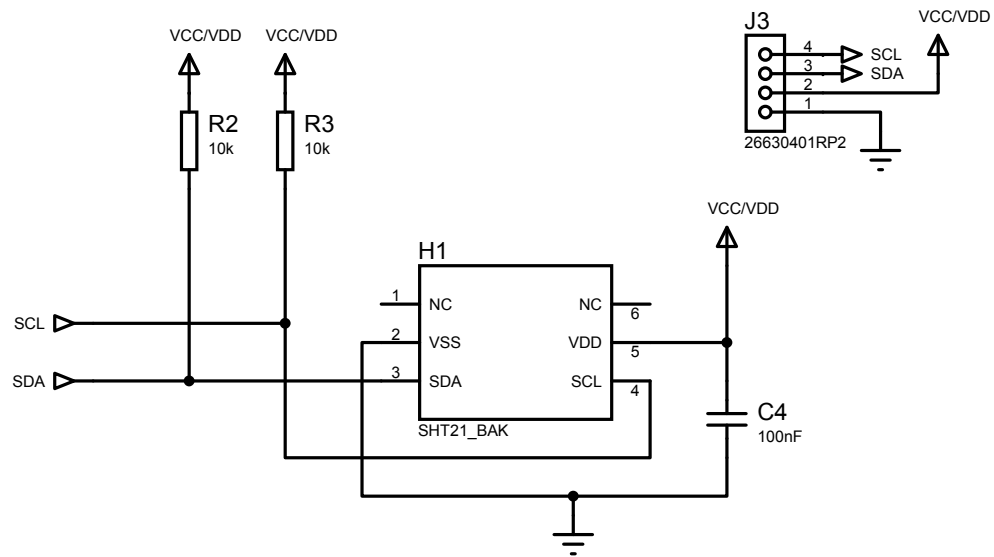 VCC/VDD
VCC/VDD
R2
10k
R3
10k
J3
4
SCL
3
SDA
2
1
VCC/VDD
26630401RP2
VCC/VDD
H1
1
NC
NC
6
SCL
2
VSS
VDD
5
SDA
3
SDA
SCL
4
SHT21_BAK
C4
100nF